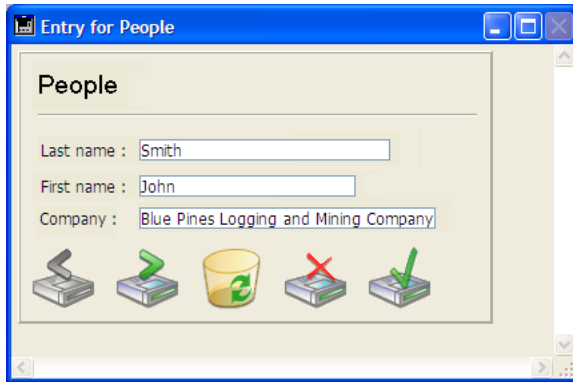 Entry for People
People
Last name : Smith
First name : John
Company : Blue Pines Logging and Mining Company